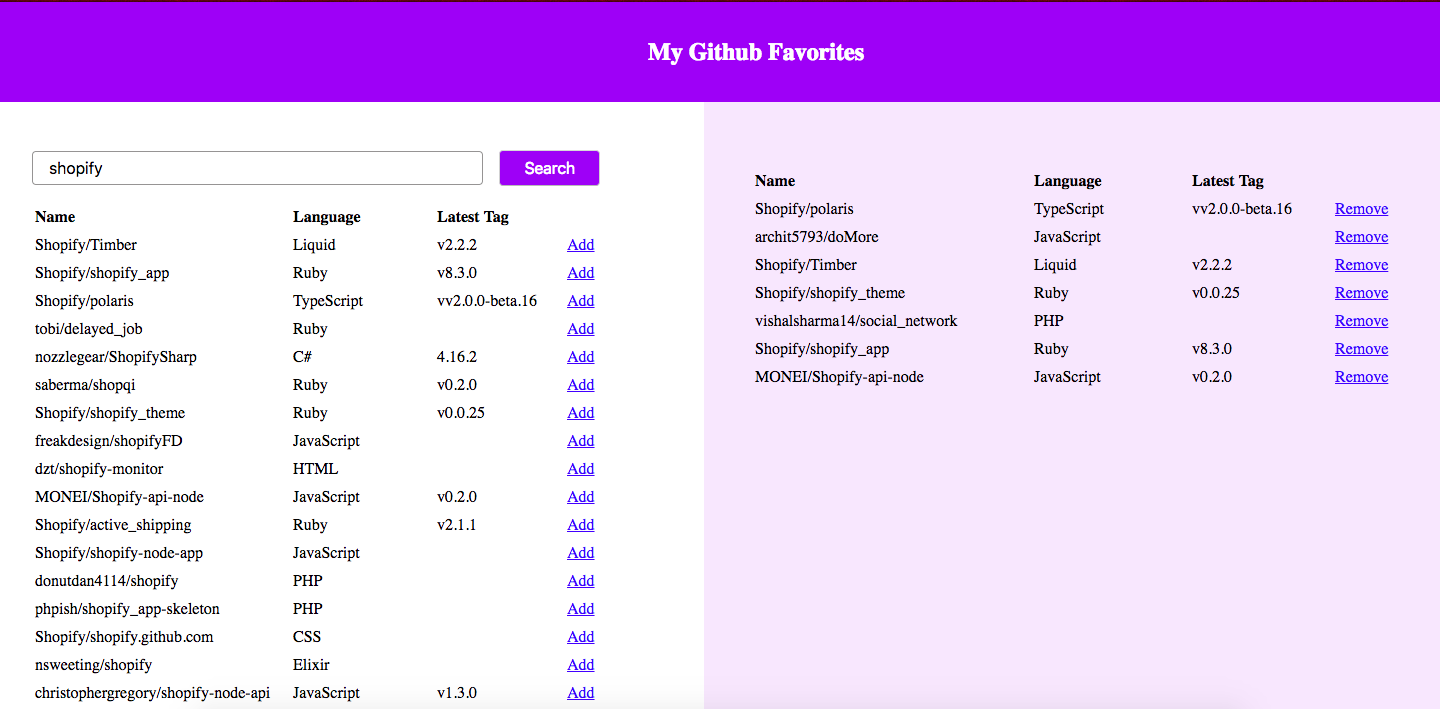 My Github Favorites
shopify
Search
Name Language Latest Tag
Shopify/Timber Liquid v2.2.2 Add
Shopify/shopify_app Ruby v8.3.0 Add
Shopify/polaris TypeScript vv2.0.0-beta.16 Add
tobi/delayed_job Ruby Add
nozzlegear/ShopifySharp C# 4.16.2 Add
saberma/shopqi Ruby v0.2.0 Add
Shopify/shopify_theme Ruby v0.0.25 Add
freakdesign/shopifyFD JavaScript Add
dzt/shopify-monitor HTML Add
MONEI/Shopify-api-node JavaScript v0.2.0 Add
Shopify/active_shipping Ruby v2.1.1 Add
Shopify/shopify-node-app JavaScript Add
donutdan4114/shopify PHP Add
phpish/shopify_app-skeleton PHP Add
Shopify/shopify.github.com CSS Add
nsweeting/shopify Elixir Add
christophergregory/shopify-node-api JavaScript v1.3.0 Add
Name Language Latest Tag
Shopify/polaris TypeScript vv2.0.0-beta.16 Remove
archit5793/doMore JavaScript Remove
Shopify/Timber Liquid v2.2.2 Remove
Shopify/shopify_theme Ruby v0.0.25 Remove
vishalsharma14/social_network PHP Remove
Shopify/shopify_app Ruby v8.3.0 Remove
MONEI/Shopify-api-node JavaScript v0.2.0 Remove